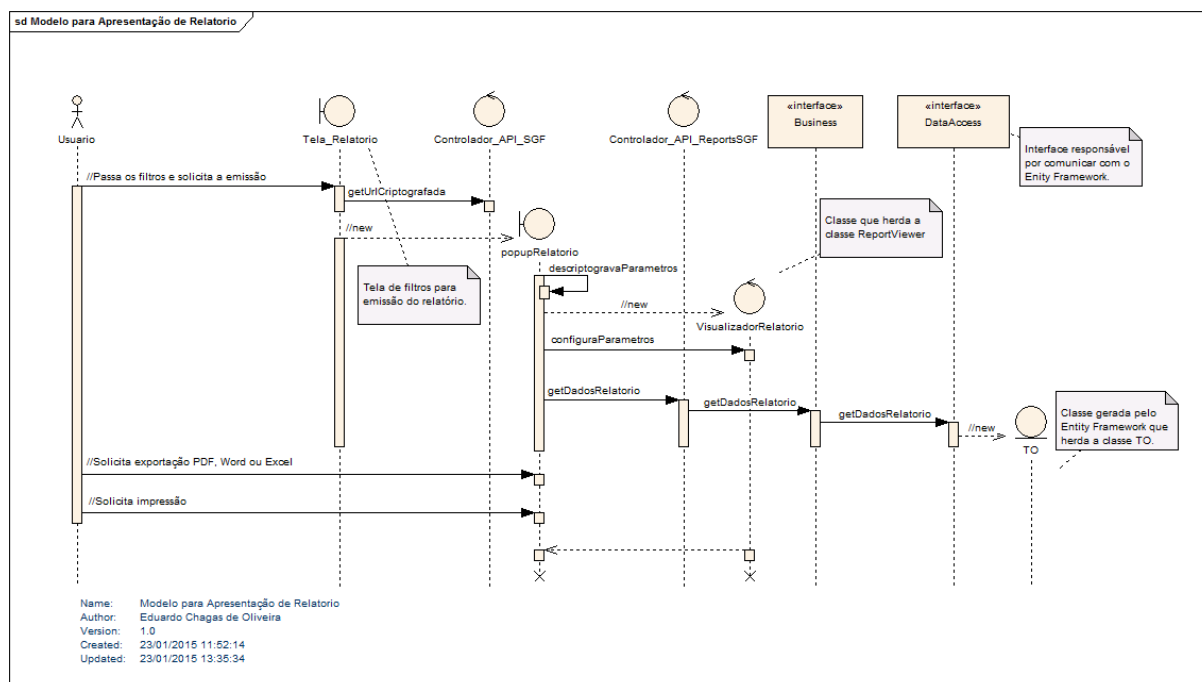 sd Modelo para Apresentação de Relatorio
Usuario
Tela_Relatorio
Controlador_API_SGF
Controlador_API_ReportsSGF
«interface»
Business
«interface»
DataAccess
Interface responsável
por comunicar com o
Enity Framework.
//Passa os filtros e solicita a emissão
getUrlCriptografada
//new
popupRelatorio
Classe que herda a
classe ReportViewer
descriptogravaParametros
Tela de filtros para
emissão do relatório.
//new
VisualizadorRelatorio
configuraParametros
getDadosRelatorio
getDadosRelatorio
getDadosRelatorio
//new
TO
Classe gerada pelo
Entity Framework que
herda a classe TO.
//Solicita exportação PDF, Word ou Excel
//Solicita impressão
Name: Modelo para Apresentação de Relatorio
Author: Eduardo Chagas de Oliveira
Version: 1.0
Created: 23/01/2015 11:52:14
Updated: 23/01/2015 13:35:34